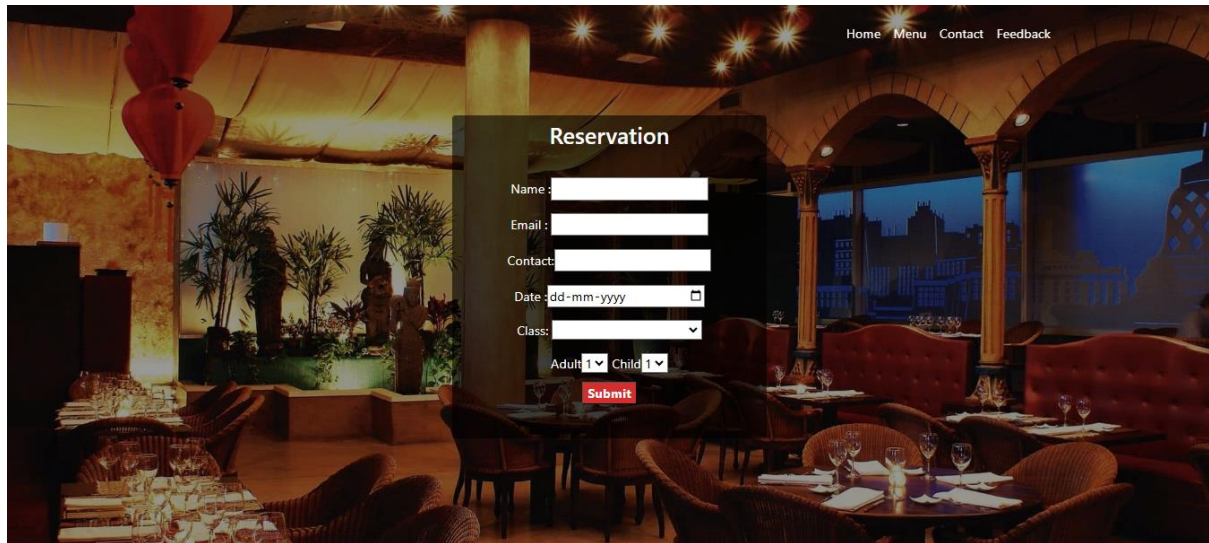 Home Menu Contact Feedback
Reservation
Name :
Email :
Contact:
Date : dd-mm-yyyy
Class:
Adult 1 Child 1
Submit